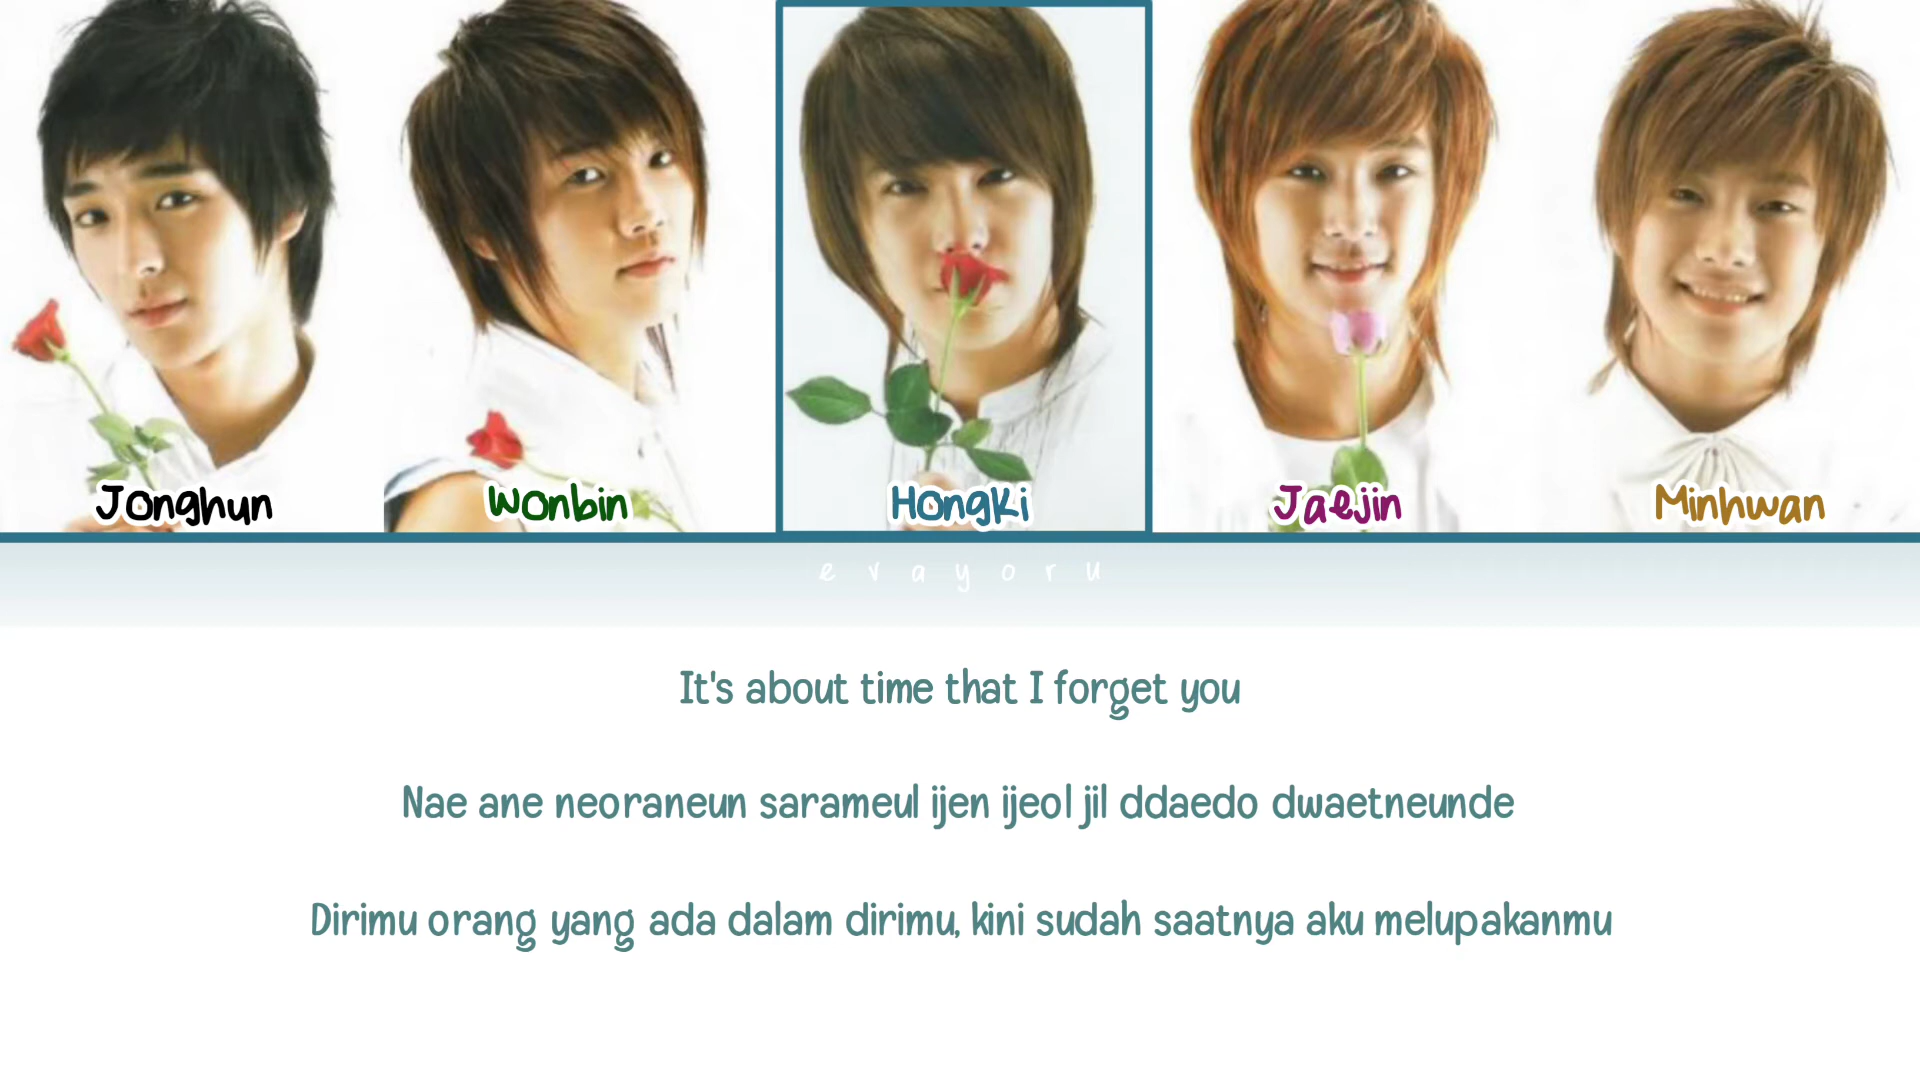 Jonghun
Wonbin
HongKi
Jaejin
Minhwan
evayoru
It's about time that I forget you
Nae ane neoraneun sarameul ijen ijeol jil ddaedo dwaetneunde
Dirimu orang yang ada dalam dirimu, kini sudah saatnya aku melupakanmu